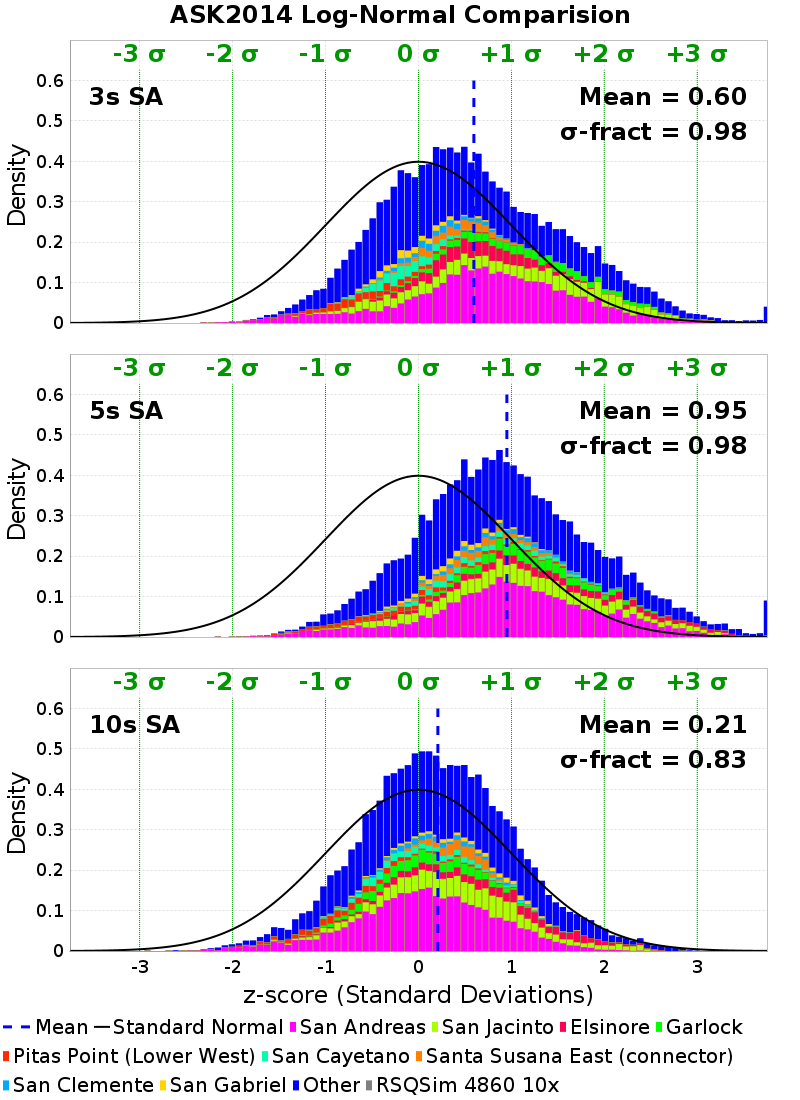 ASK2014 Log-Normal Comparision
-3 σ -2 σ -1 σ 0 σ +1 σ +2 σ +3 σ
0.6
3s SA Mean = 0.60
0.5
σ-fract = 0.98
0.4
Density
0.3
0.2
0.1
0
-3 σ -2 σ -1 σ 0 σ +1 σ +2 σ +3 σ
0.6
5s SA Mean = 0.95
0.5
σ-fract = 0.98
0.4
Density
0.3
0.2
0.1
0
-3 σ -2 σ -1 σ 0 σ +1 σ +2 σ +3 σ
0.6
10s SA Mean = 0.21
0.5
σ-fract = 0.83
0.4
Density
0.3
0.2
0.1
0
-3 -2 -1 0 1 2 3
z-score (Standard Deviations)
Mean Standard Normal San Andreas San Jacinto Elsinore Garlock
Pitas Point (Lower West) San Cayetano Santa Susana East (connector)
San Clemente San Gabriel Other RSQSim 4860 10x